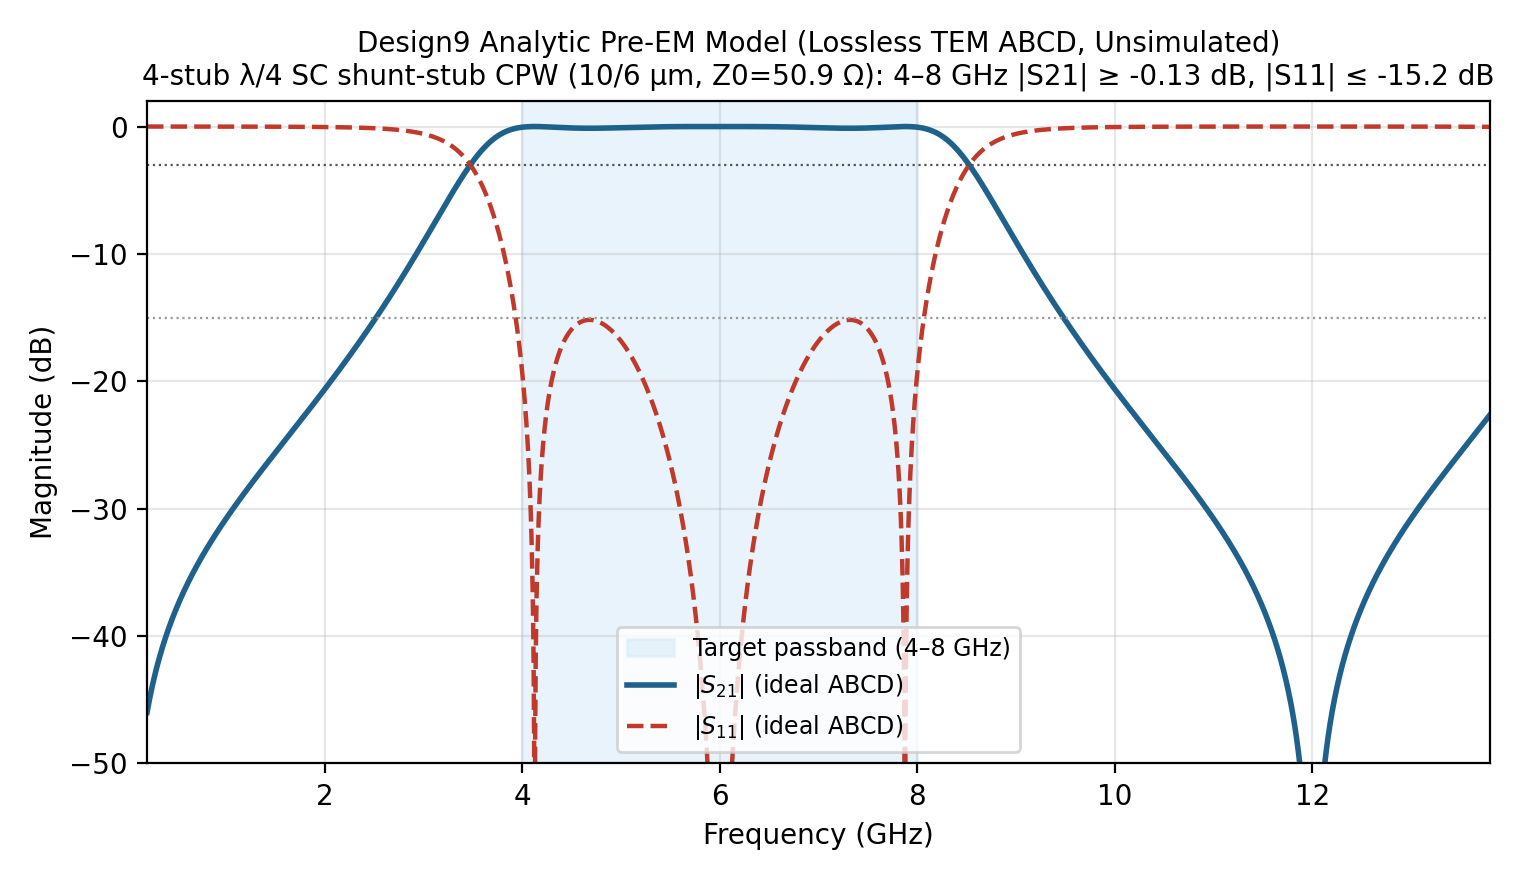 Design9 Analytic Pre-EM Model (Lossless TEM ABCD, Unsimulated)
4-stub λ/4 SC shunt-stub CPW (10/6 μm, Z0=50.9 Ω): 4–8 GHz |S21| ≥ -0.13 dB, |S11| ≤ -15.2 dB
Magnitude (dB)
0
−10
−20
−30
−40
−50
Target passband (4–8 GHz)
|S₂₁| (ideal ABCD)
|S₁₁| (ideal ABCD)
2
4
6
8
10
12
Frequency (GHz)